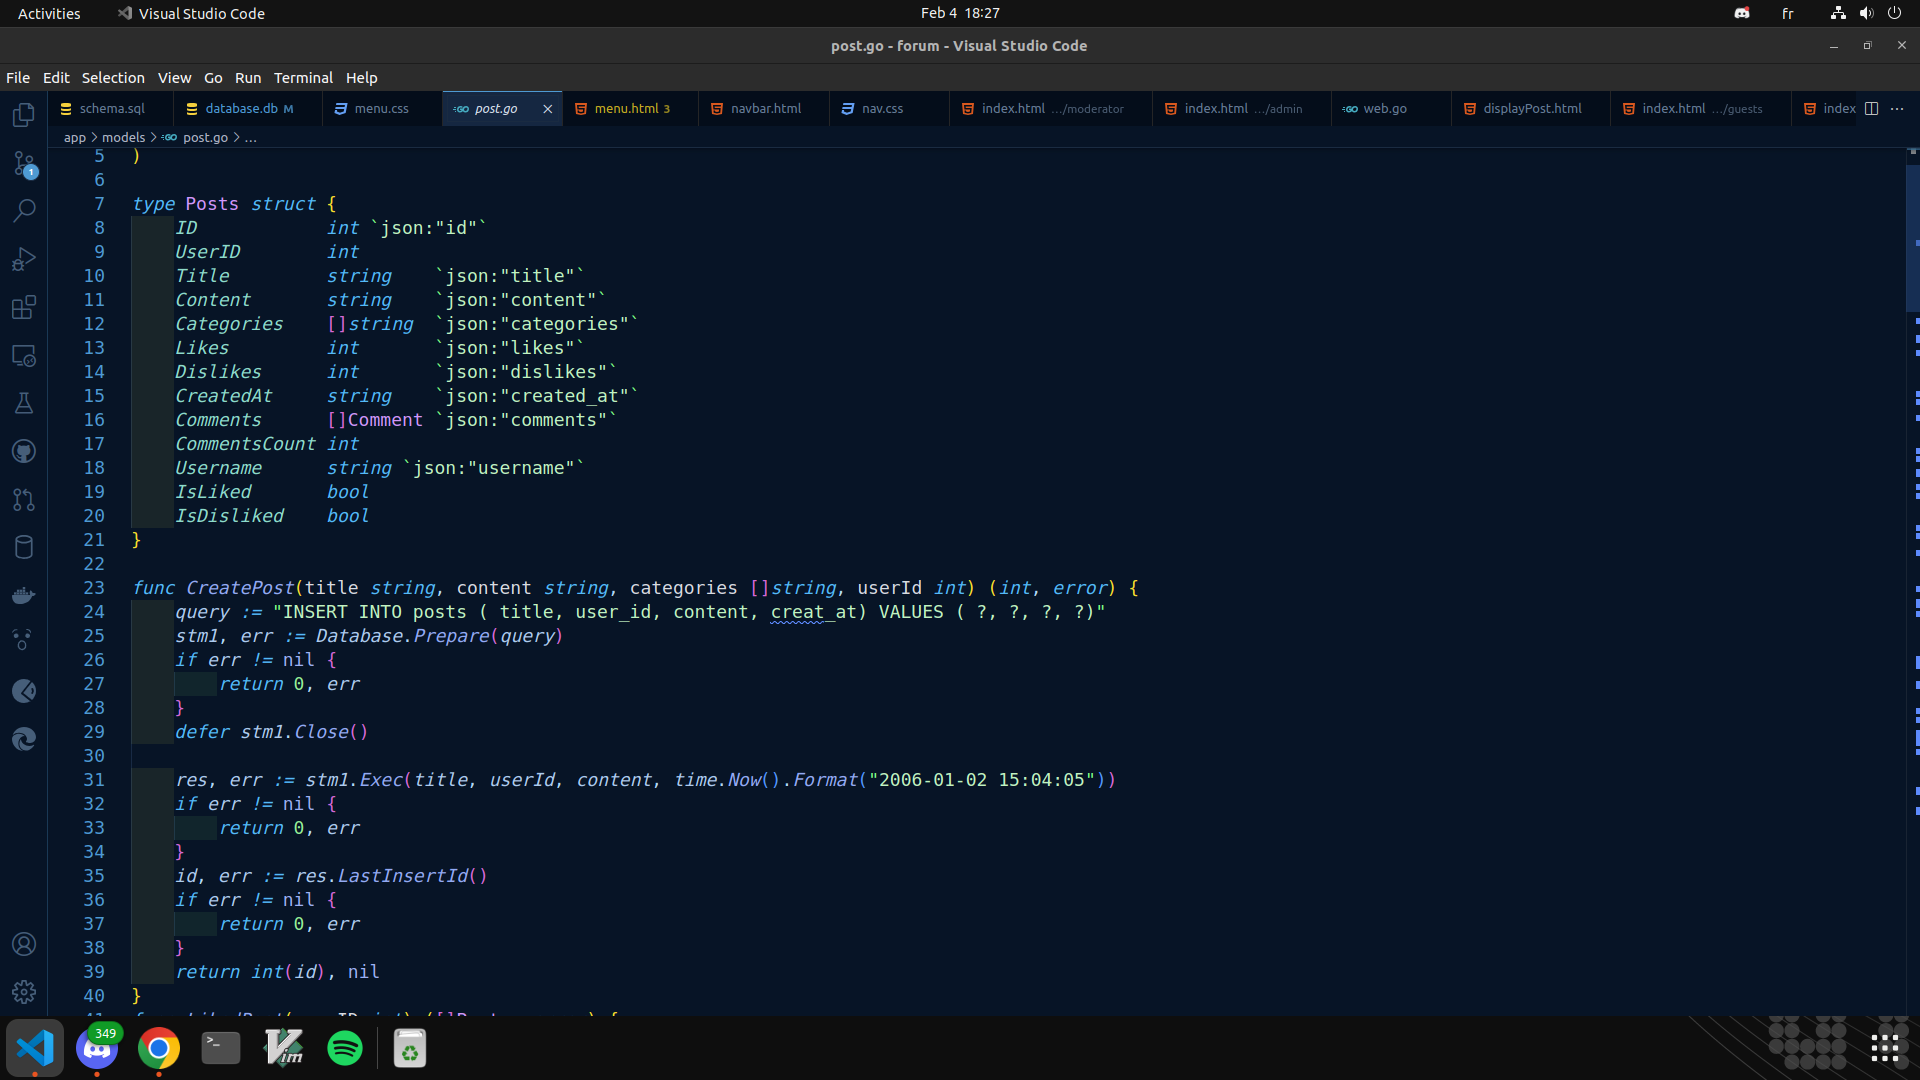 Activities Visual Studio Code Feb 4 18:27 fr
post.go - forum - Visual Studio Code
File Edit Selection View Go Run Terminal Help
schema.sql database.db M menu.css post.go menu.html 3 navbar.html nav.css index.html .../moderator index.html .../admin web.go displayPost.html index.html .../guests index
app > models > post.go > ...
5 )
6
7 type Posts struct {
8 ID int `json:"id"`
9 UserID int
10 Title string `json:"title"`
11 Content string `json:"content"`
12 Categories []string `json:"categories"`
13 Likes int `json:"likes"`
14 Dislikes int `json:"dislikes"`
15 CreatedAt string `json:"created_at"`
16 Comments []Comment `json:"comments"`
17 CommentsCount int
18 Username string `json:"username"`
19 IsLiked bool
20 IsDisliked bool
21 }
22
23 func CreatePost(title string, content string, categories []string, userId int) (int, error) {
24 query := "INSERT INTO posts ( title, user_id, content, creat_at) VALUES ( ?, ?, ?, ?)"
25 stm1, err := Database.Prepare(query)
26 if err != nil {
27 return 0, err
28 }
29 defer stm1.Close()
30
31 res, err := stm1.Exec(title, userId, content, time.Now().Format("2006-01-02 15:04:05"))
32 if err != nil {
33 return 0, err
34 }
35 id, err := res.LastInsertId()
36 if err != nil {
37 return 0, err
38 }
39 return int(id), nil
40 }
1
349
Vim